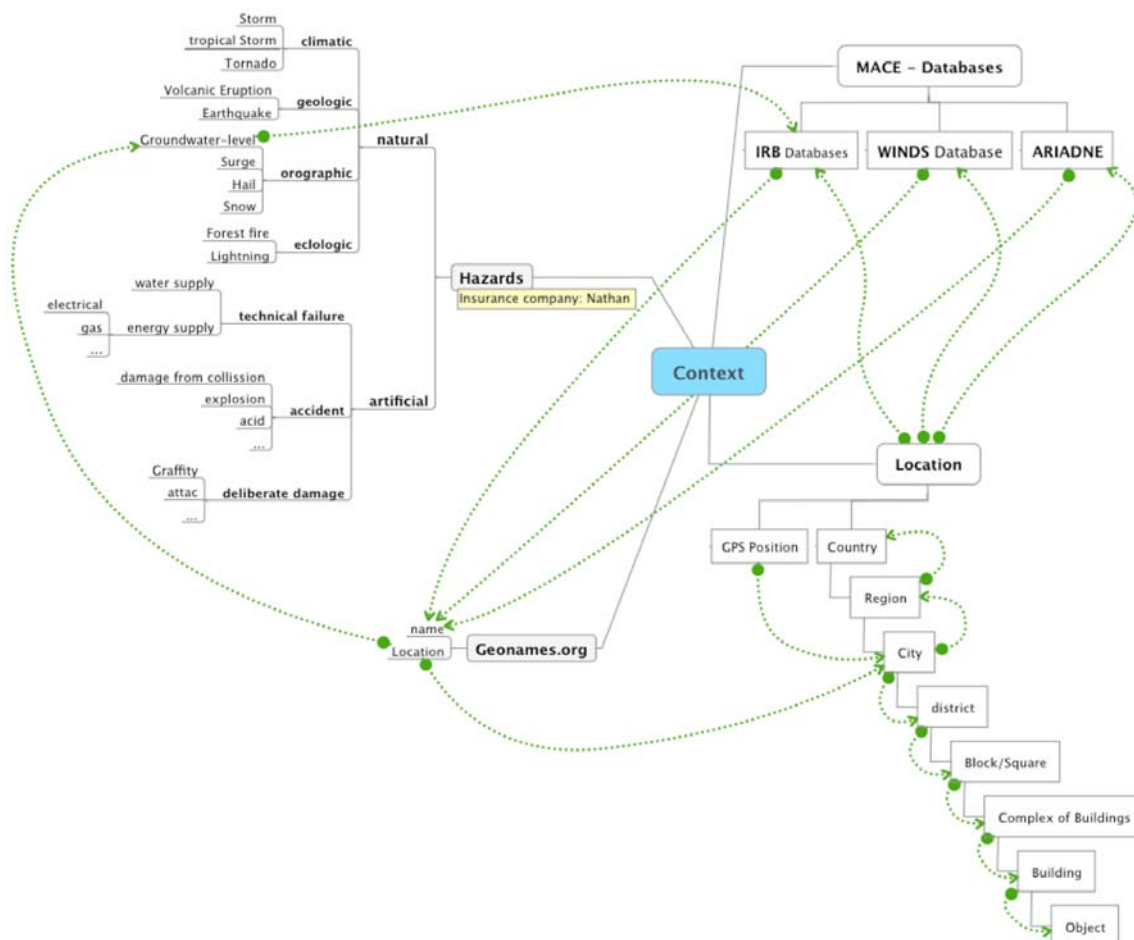 Storm
tropical Storm
Tornado
climatic
Volcanic Eruption
Earthquake
geologic
Groundwater-level
Surge
Hail
Snow
orographic
Forest fire
Lightning
eclologic
natural
water supply
electrical
gas
...
energy supply
technical failure
damage from collission
explosion
acid
...
accident
Graffity
attac
...
deliberate damage
artificial
Hazards
Insurance company: Nathan
Context
MACE - Databases
IRB Databases
WINDS Database
ARIADNE
Location
GPS Position
Country
Region
City
district
Block/Square
Complex of Buildings
Building
Object
name
Location
Geonames.org